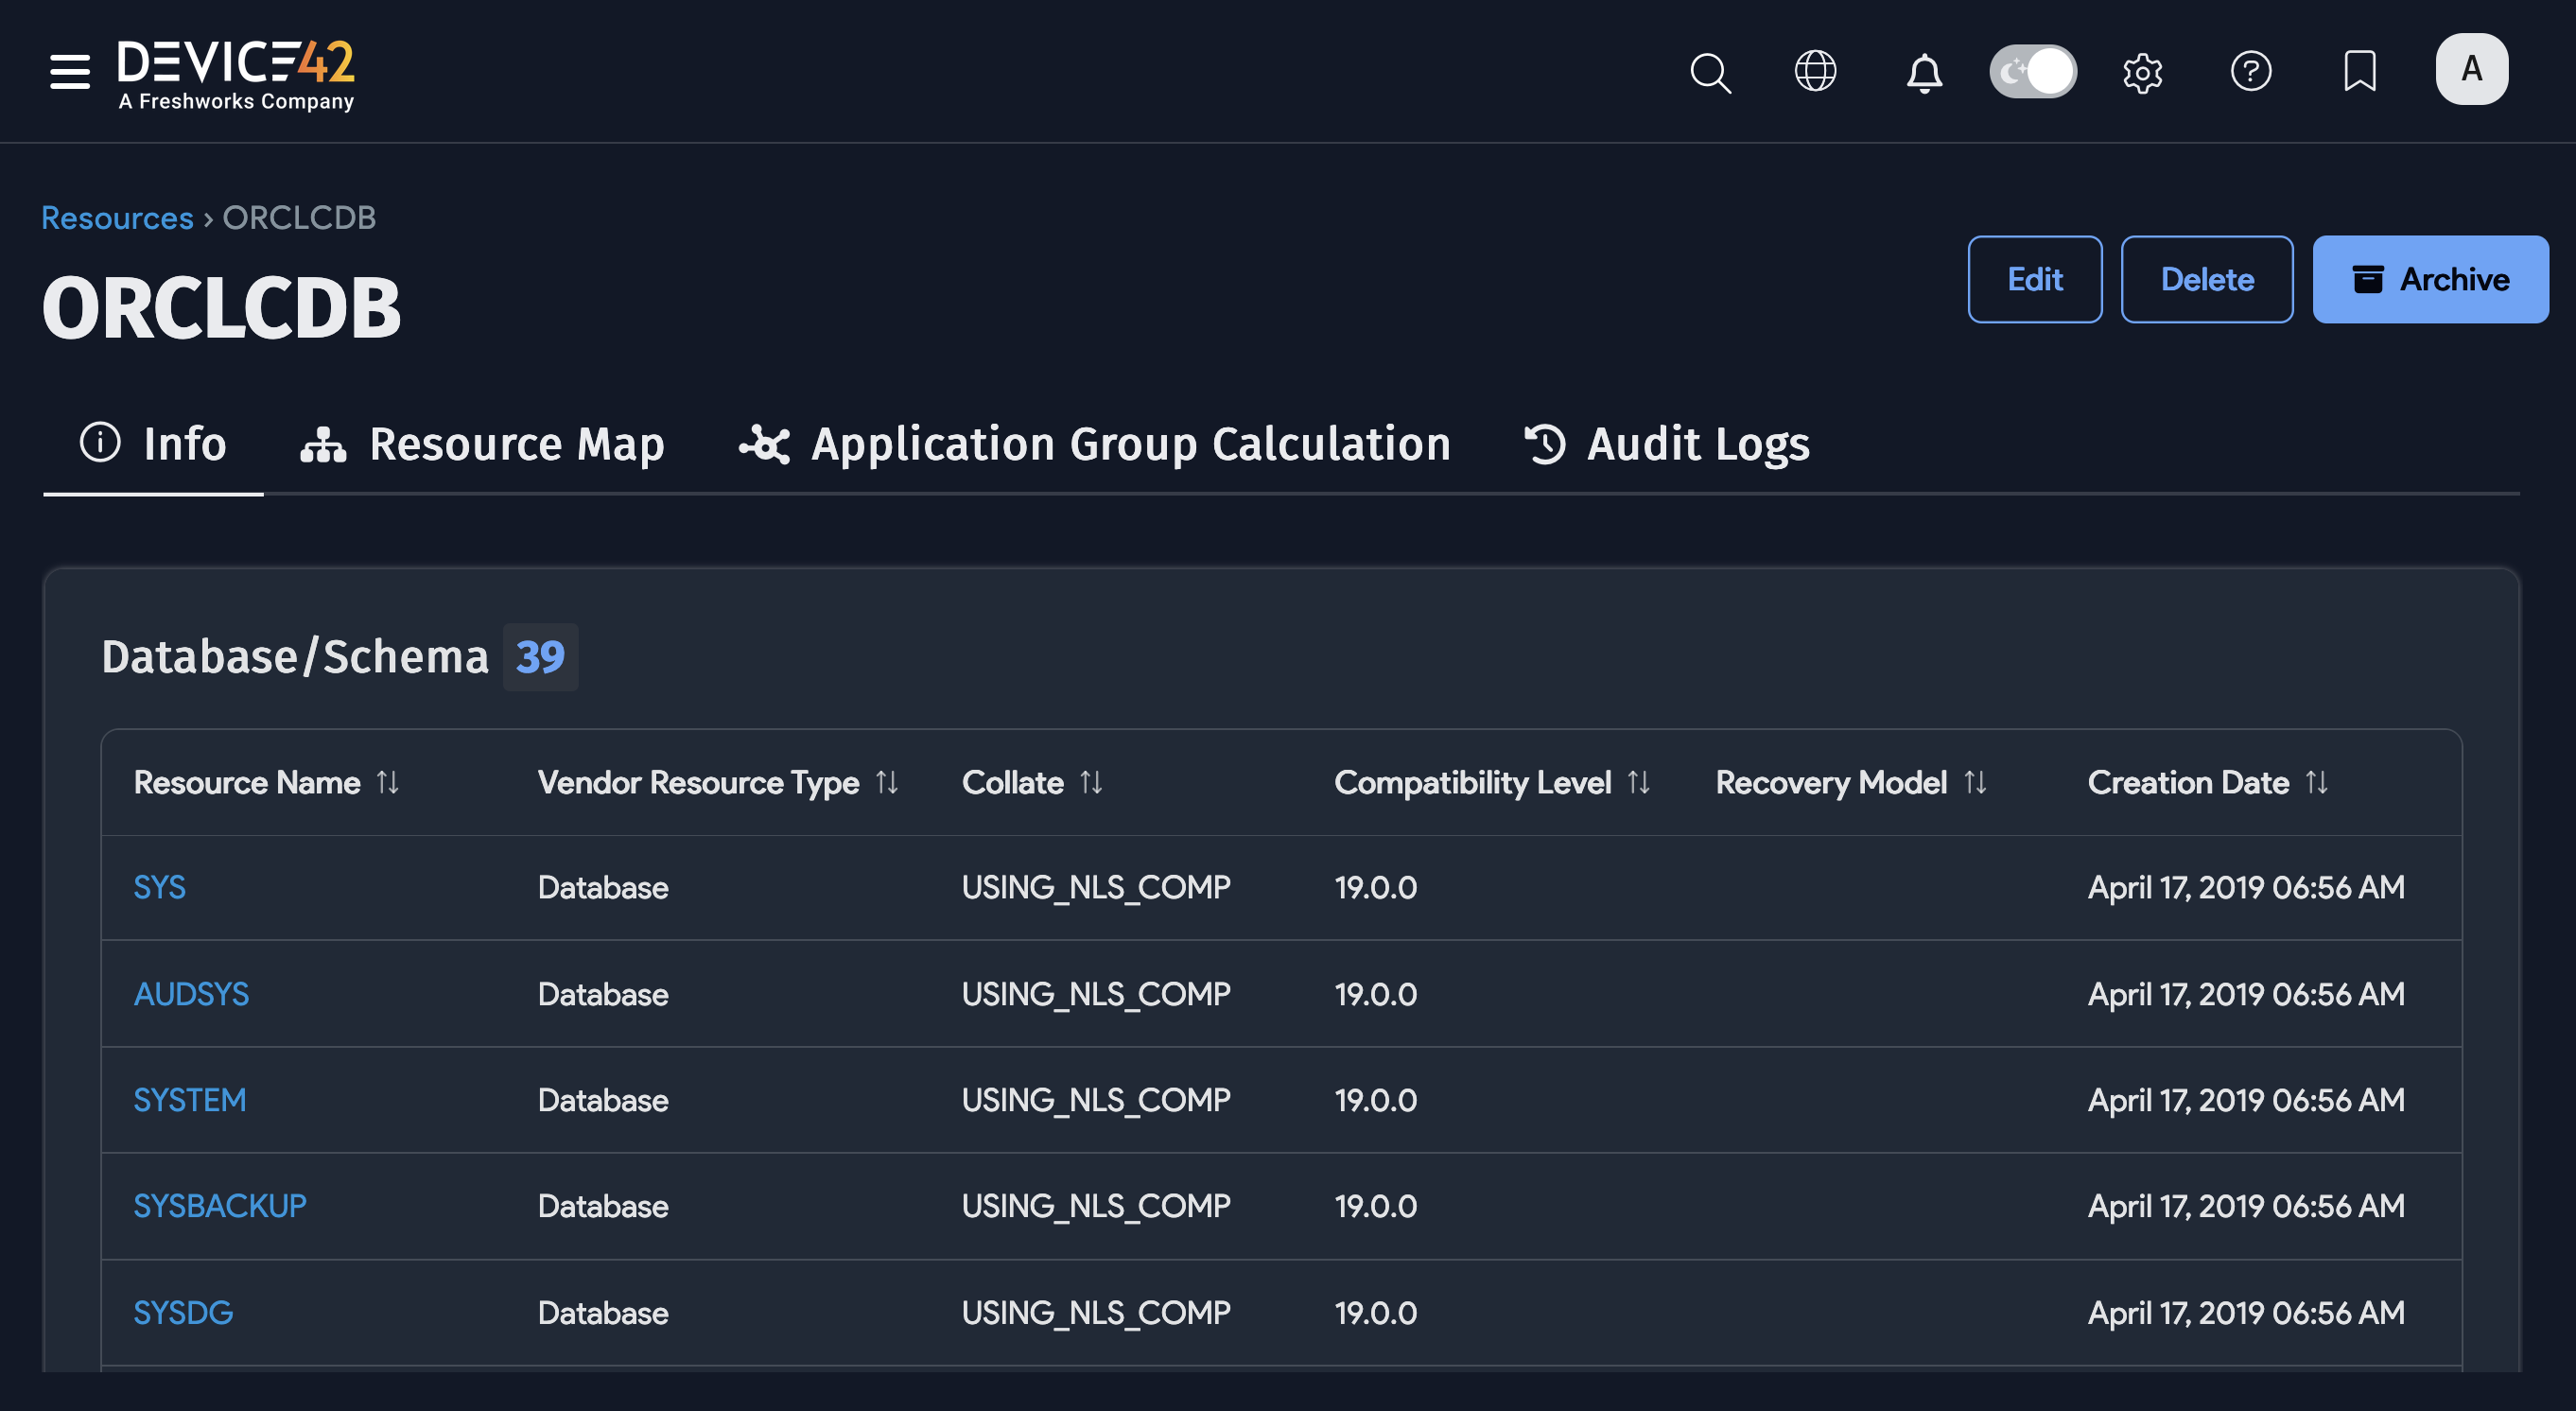 DEVICE42
A Freshworks Company
A
Resources › ORCLCDB
ORCLCDB
Edit Delete Archive
Info Resource Map Application Group Calculation Audit Logs
Database/Schema 39
Resource Name Vendor Resource Type Collate Compatibility Level Recovery Model Creation Date
SYS Database USING_NLS_COMP 19.0.0 April 17, 2019 06:56 AM
AUDSYS Database USING_NLS_COMP 19.0.0 April 17, 2019 06:56 AM
SYSTEM Database USING_NLS_COMP 19.0.0 April 17, 2019 06:56 AM
SYSBACKUP Database USING_NLS_COMP 19.0.0 April 17, 2019 06:56 AM
SYSDG Database USING_NLS_COMP 19.0.0 April 17, 2019 06:56 AM